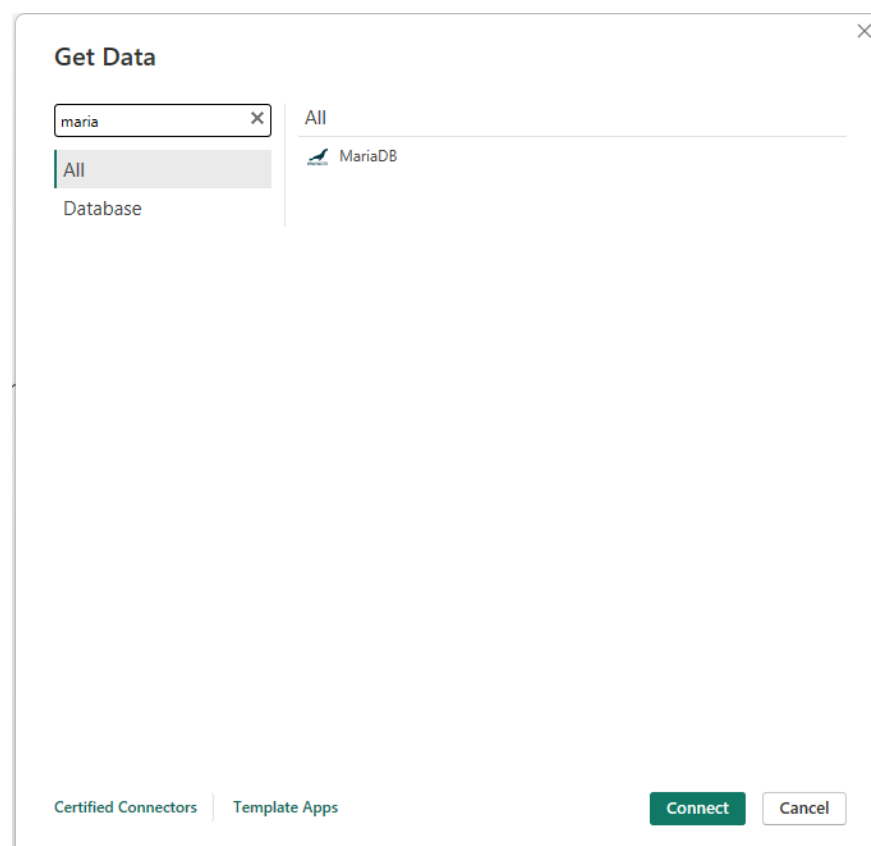 Get Data
maria
All
Database
All
MariaDB
Certified Connectors
Template Apps
Connect
Cancel